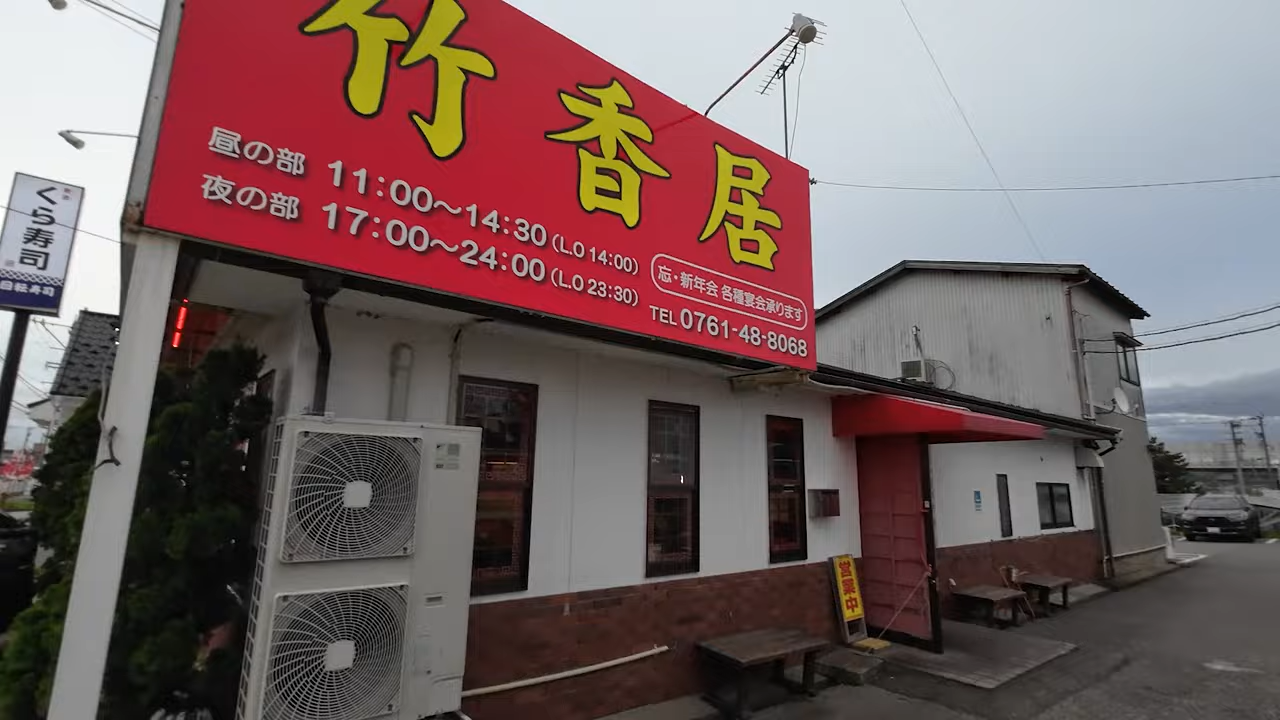 竹香居
昼の部 11:00～14:30(L.O 14:00)
夜の部 17:00～24:00(L.O 23:30)
忘・新年会 各種宴会承ります
TEL 0761-48-8068
くら寿司
回転寿司
営業中